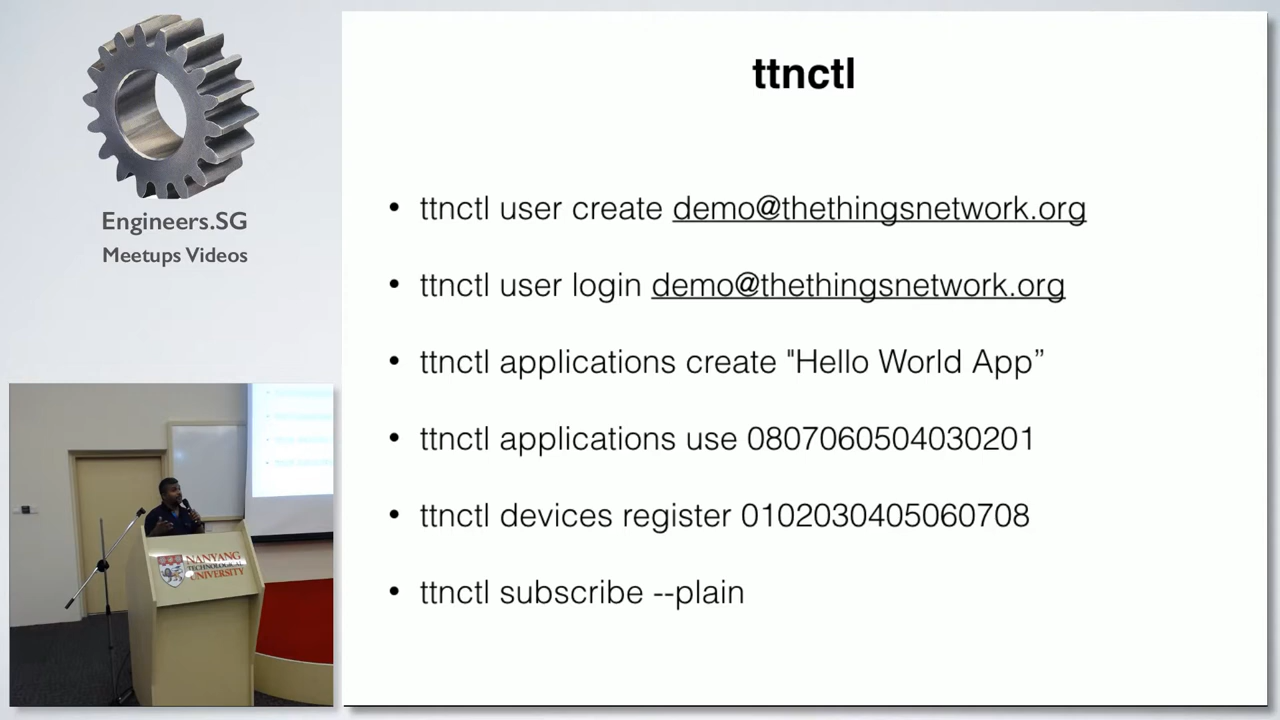 Engineers.SG
Meetups Videos
ttnctl
• ttnctl user create demo@thethingsnetwork.org
• ttnctl user login demo@thethingsnetwork.org
• ttnctl applications create "Hello World App”
• ttnctl applications use 0807060504030201
• ttnctl devices register 0102030405060708
• ttnctl subscribe --plain
NANYANG
TECHNOLOGICAL
UNIVERSITY